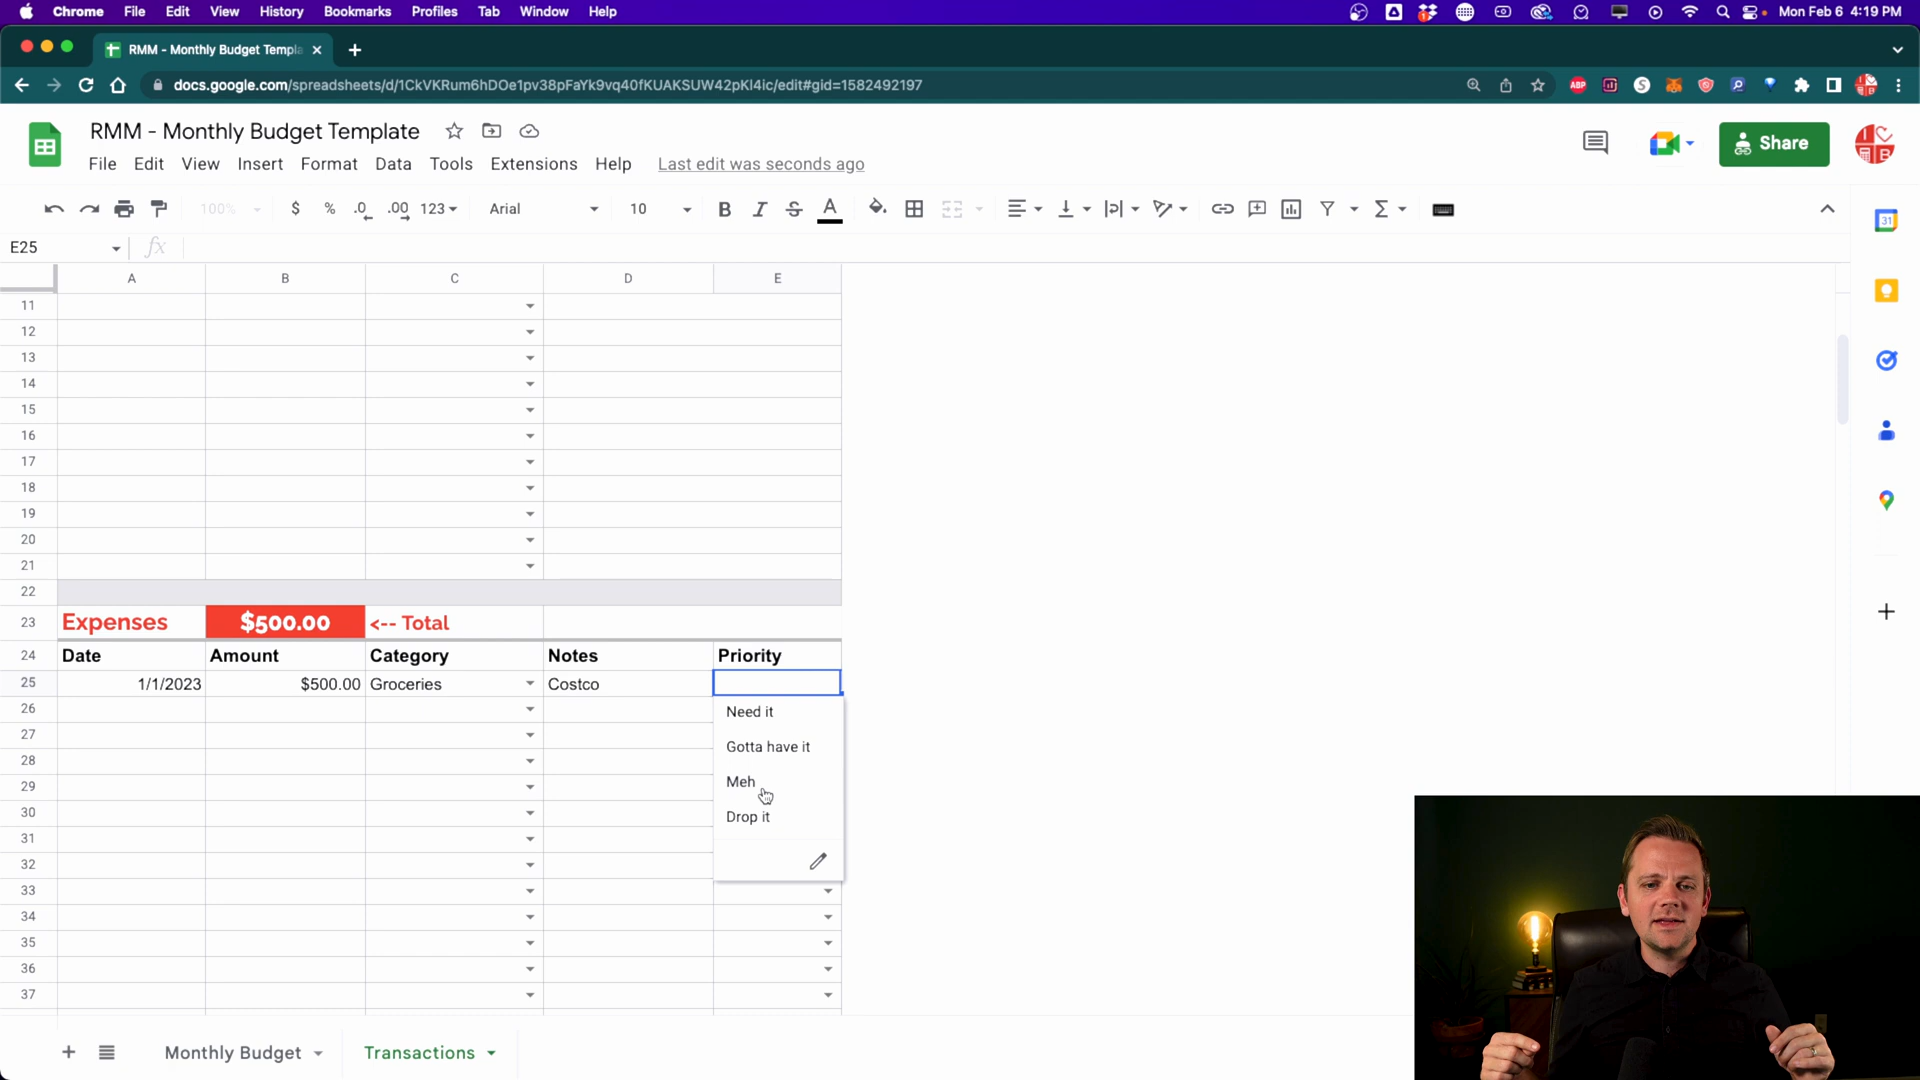 Chrome File Edit View History Bookmarks Profiles Tab Window Help Mon Feb 6 4:19 PM
RMM - Monthly Budget Templa
docs.google.com/spreadsheets/d/1CkVKRum6hDOe1pv38pFaYk9vq40fKUAKSUW42pKl4ic/edit#gid=1582492197
ABP
RMM - Monthly Budget Template
Share
File Edit View Insert Format Data Tools Extensions Help Last edit was seconds ago
100% $ % .0 .00 123 Arial 10 B I S A
31
E25 fx
A B C D E
11
12
13
14
15
16
17
18
19
20
21
22
23 Expenses $500.00 <-- Total
24 Date Amount Category Notes Priority
25 1/1/2023 $500.00 Groceries Costco
26 Need it
27 Gotta have it
28 Meh
29 Drop it
30
31
32
33
34
35
36
37
Monthly Budget Transactions